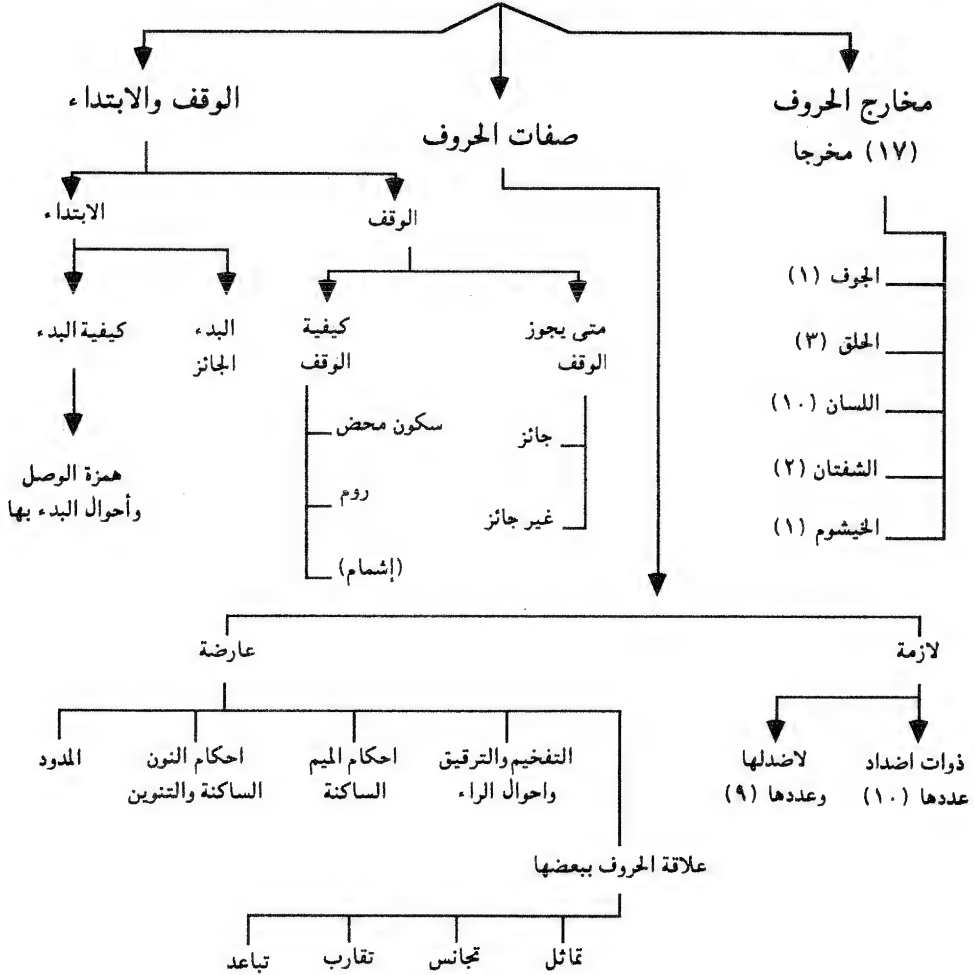 مخارج الحروف
(١٧) مخرجا
الجوف (١)
الحلق (٣)
اللسان (١٠)
الشفتان (٢)
الخيشوم (١)
صفات الحروف
الوقف والابتداء
الوقف
الابتداء
متى يجوز
الوقف
جائز
غير جائز
كيفية
الوقف
سكون محض
روم
(إشمام)
البدء
الجائز
كيفية البدء
همزة الوصل
وأحوال البدء بها
لازمة
ذوات اضداد
عددها (١٠)
لاضدلها
وعددها (٩)
عارضة
التفخيم والترقيق
واحوال الراء
احكام الميم
الساكنة
احكام النون
الساكنة والتنوين
المدود
علاقة الحروف ببعضها
تماثل
تجانس
تقارب
تباعد